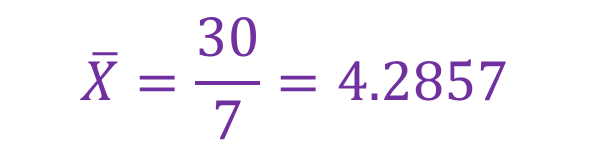 X̄ = 30/7 = 4.2857